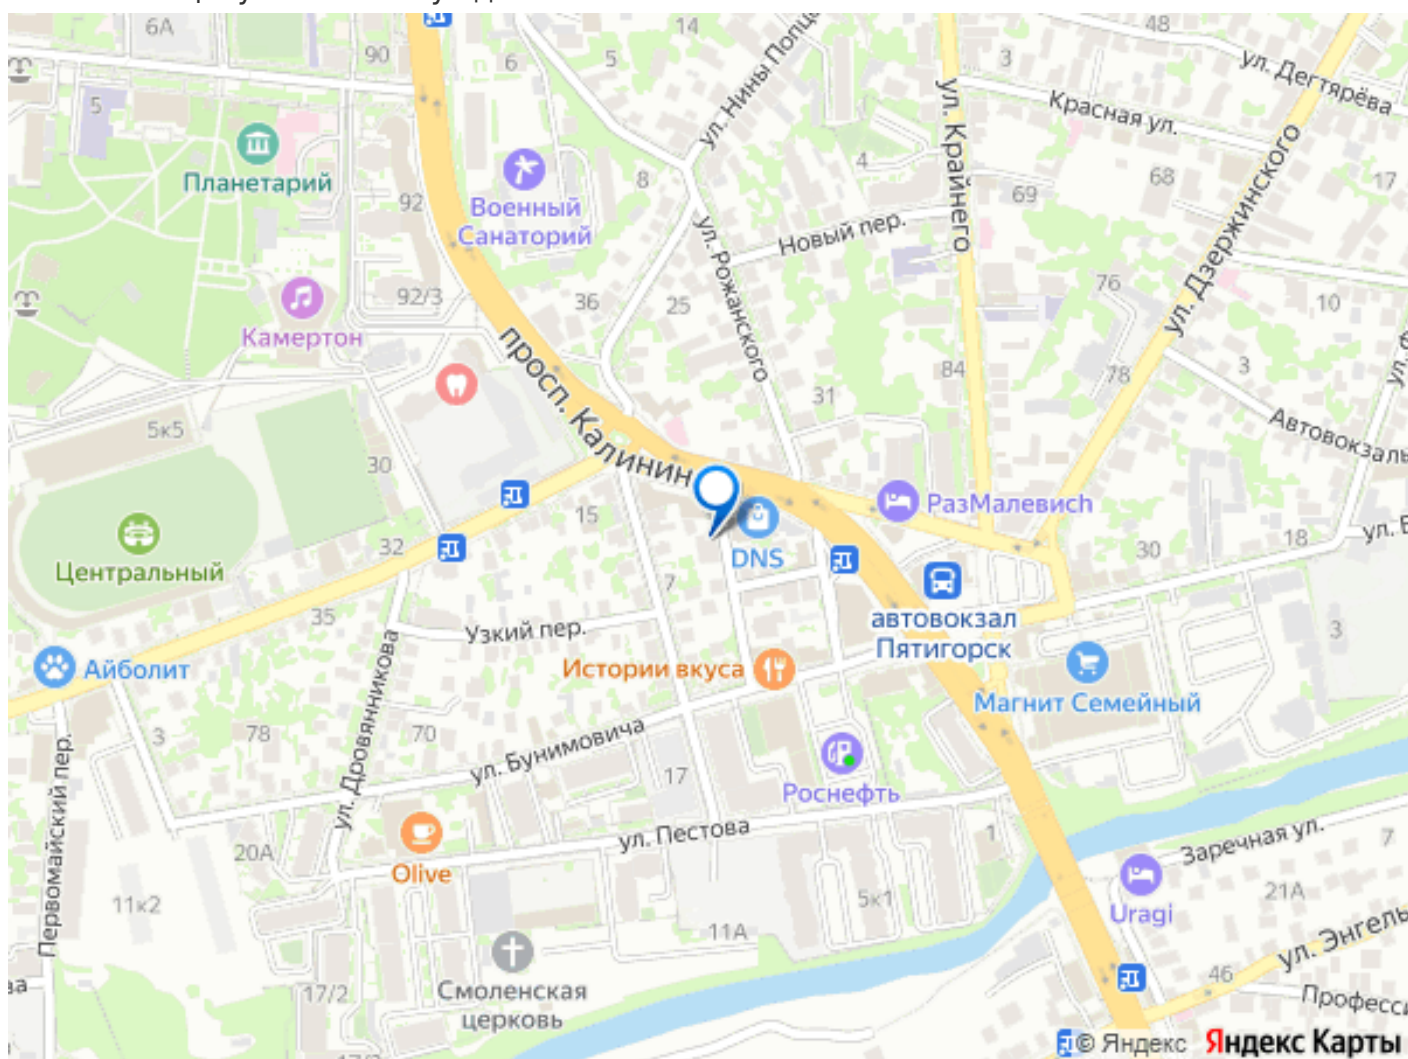 6А
90
14
48
6
5
3
ул. Дегтярёва
5
ул. Нины Попц
ул. Крайнего
Красная ул.
Планетарий
8
4
68
17
92
Военный
Санаторий
69
ул. Дзержинского
ул. Рожанского
Новый пер.
92/3
36
25
76
10
Камертон
просп. Калинин
3
84
78
31
5к5
Автовокзаль
30
РазМалевич
15
DNS
32
30
18
Центральный
35
7
автовокзал
Пятигорск
3
Узкий пер.
Истории вкуса
Айболит
Магнит Семейный
ул. Дровянникова
3
78
70
ул. Бунимовича
17
Роснефть
Первомайский пер.
ул. Пестова
1
Заречная ул.
7
20А
Olive
11к2
5к1
21А
Uragi
11А
ул. Энгель
46
17/2
Смоленская
церковь
Професси
17/2
© Яндекс
Яндекс Карты